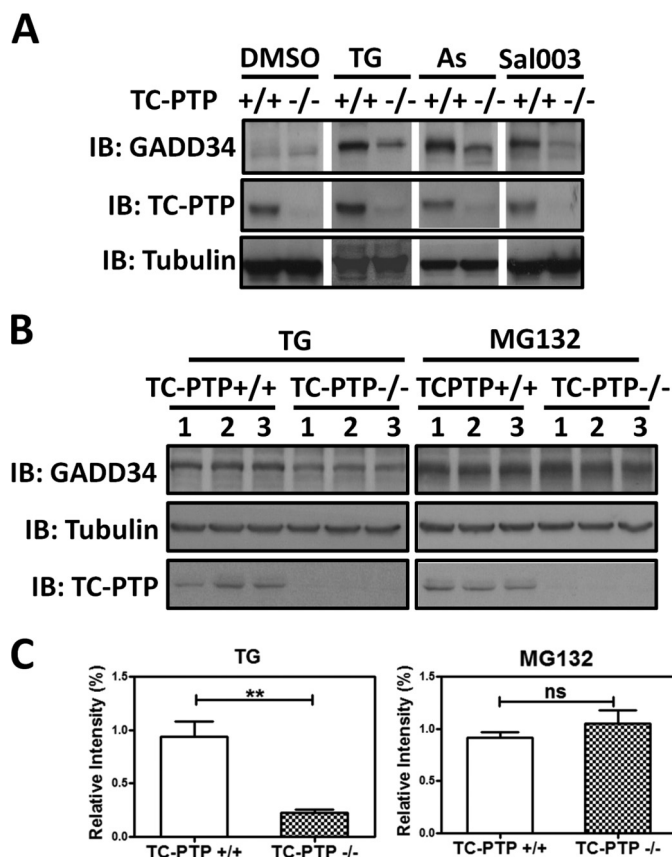 A
DMSO TG As Sal003
TC-PTP +/+ -/- +/+ -/- +/+ -/- +/+ -/-
IB: GADD34
IB: TC-PTP
IB: Tubulin
B
TG MG132
TC-PTP+/+ TC-PTP-/- TCPTP+/+ TC-PTP-/-
1 2 3 1 2 3 1 2 3 1 2 3
IB: GADD34
IB: Tubulin
IB: TC-PTP
C
TG
Relative Intensity (%)
1.5
1.0
0.5
0.0
**
TC-PTP +/+ TC-PTP -/-
MG132
Relative Intensity (%)
1.5
1.0
0.5
0.0
ns
TC-PTP +/+ TC-PTP -/-